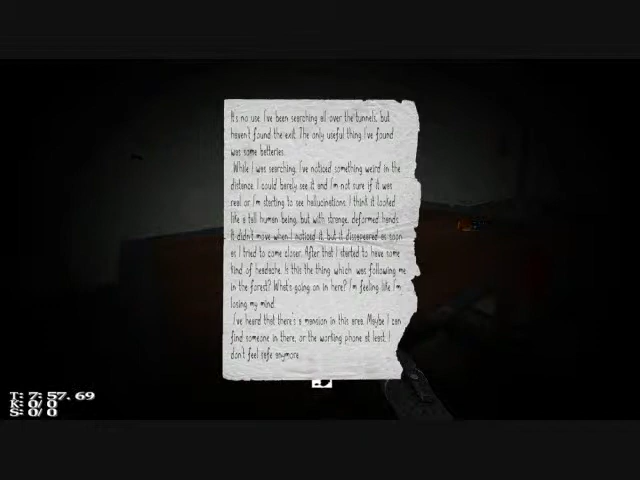 It's no use. I've been searching all over the tunnels, but
haven't found the exit. The only useful thing I've found
was some batteries.
While I was searching, I've noticed something weird in the
distance. I could barely see it and I'm not sure if it was
real or I'm starting to see hallucinations. I think it looked
like a tall human being, but with strange, deformed hands.
It didn't move when I noticed it, but it dissapeared as soon
as I tried to come closer. After that I started to have some
kind of headache. Is this the thing which was following me
in the forest? What's going on in here? I'm feeling like I'm
losing my mind.
I've heard that there's a mansion in this area. Maybe I can
find someone in there, or the working phone at least. I
don't feel safe anymore.
T: 7:57.69
K: 0/0
S: 0/0